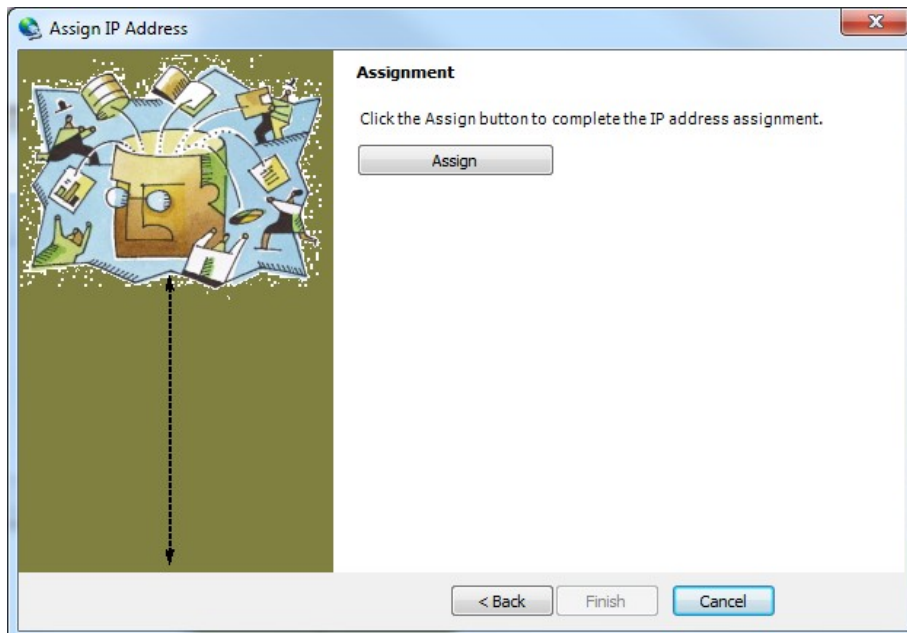 Assign IP Address
Assignment
Click the Assign button to complete the IP address assignment.
Assign
< Back
Finish
Cancel